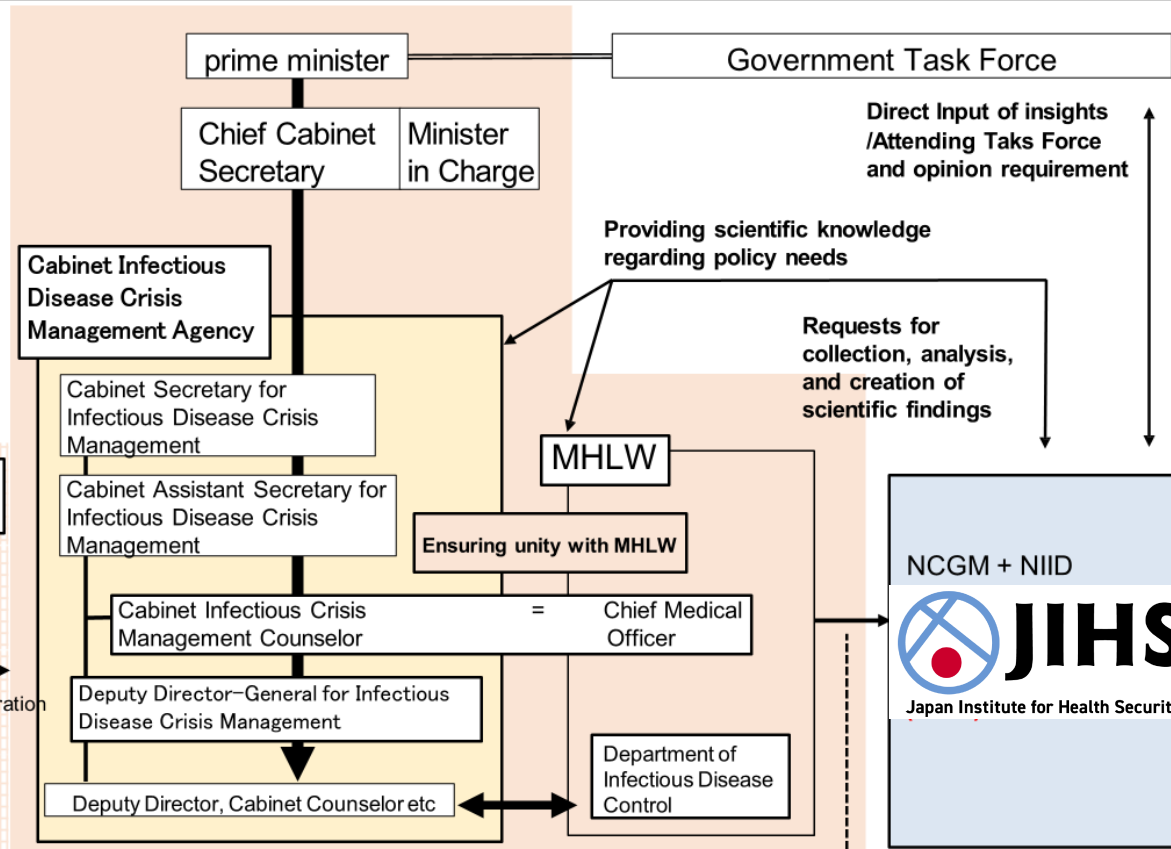 prime minister
Government Task Force
Chief Cabinet
Secretary
Minister
in Charge
Direct Input of insights
/Attending Taks Force
and opinion requirement
Providing scientific knowledge
regarding policy needs
Cabinet Infectious
Disease Crisis
Management Agency
Requests for
collection, analysis,
and creation of
scientific findings
Cabinet Secretary for
Infectious Disease Crisis
Management
MHLW
Cabinet Assistant Secretary for
Infectious Disease Crisis
Management
Ensuring unity with MHLW
NCGM + NIID
JIHS
Japan Institute for Health Securit
Cabinet Infectious Crisis
Management Counselor
=
Chief Medical
Officer
Deputy Director-General for Infectious
Disease Crisis Management
ration
Department of
Infectious Disease
Control
Deputy Director, Cabinet Counselor etc